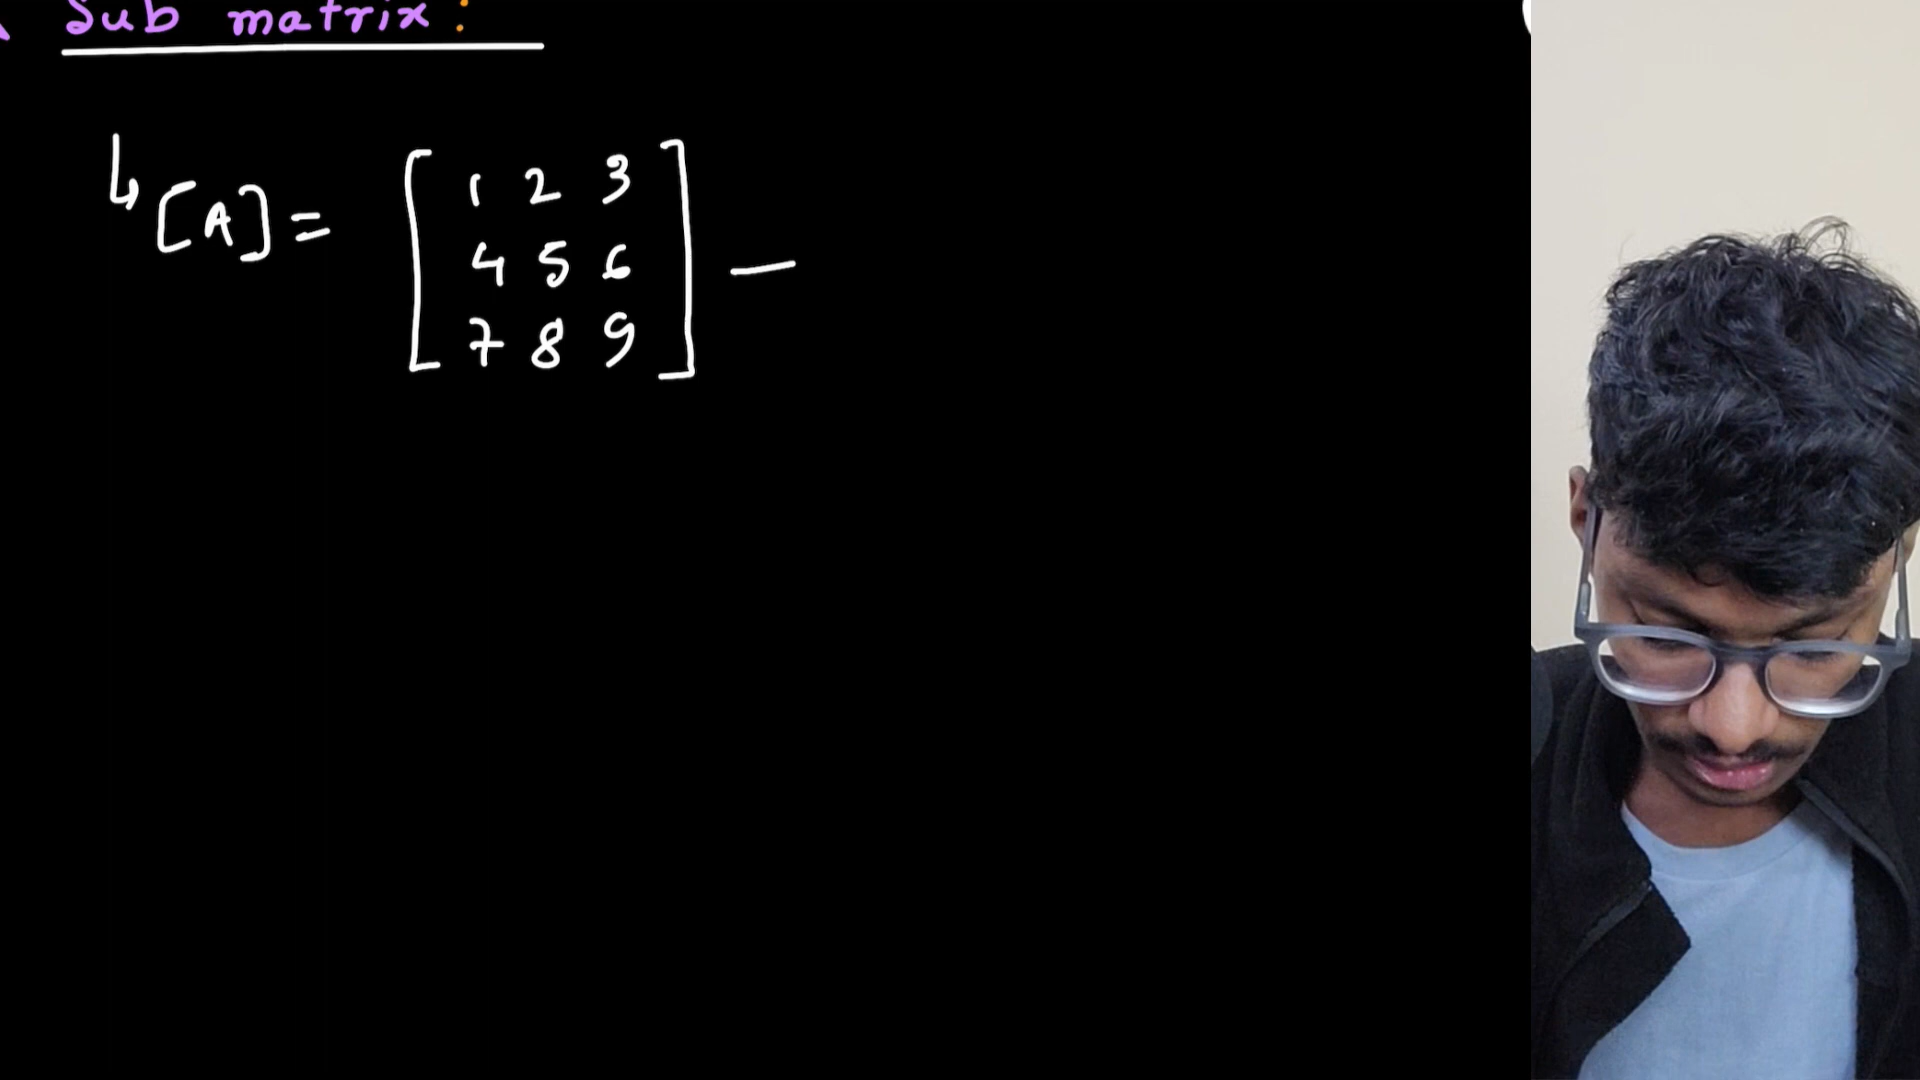 Sub matrix:
↳ [A] = [ 1 2 3
4 5 6
7 8 9 ] —